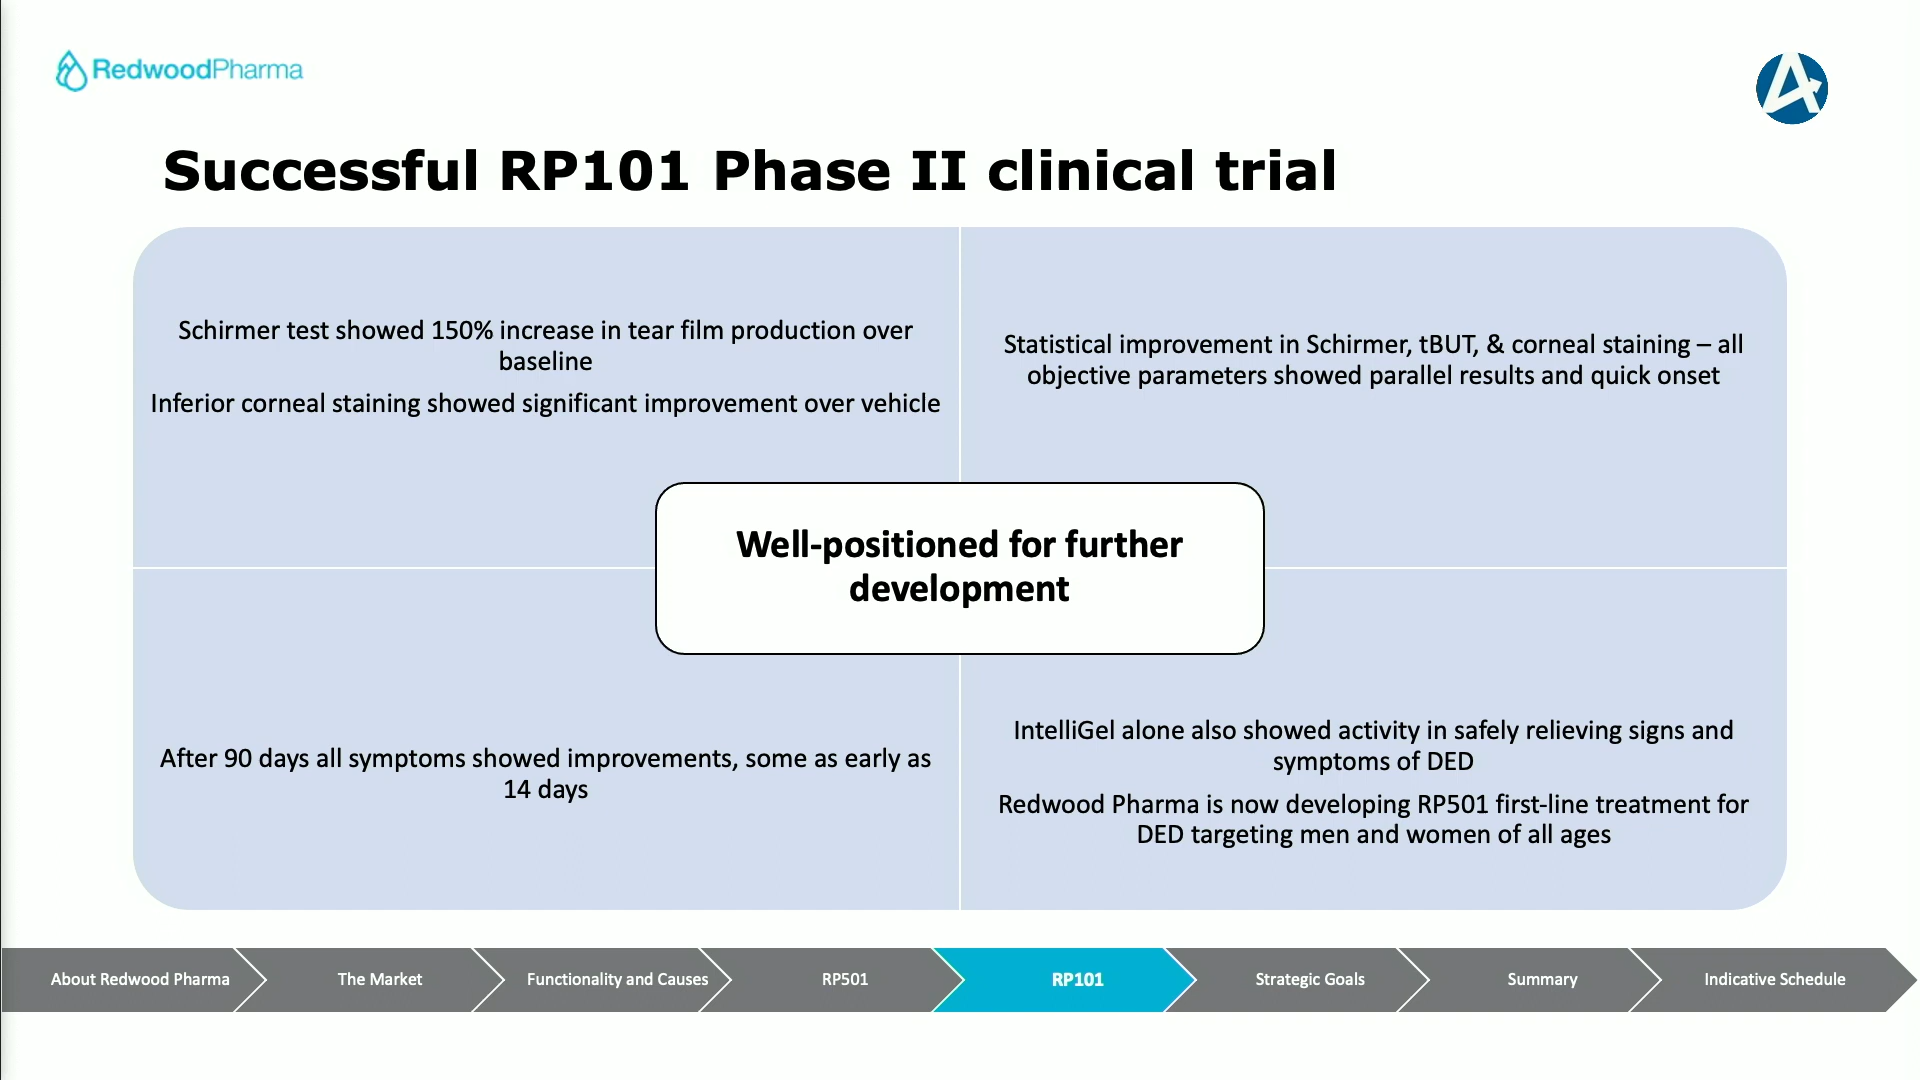 RedwoodPharma
Successful RP101 Phase II clinical trial
Schirmer test showed 150% increase in tear film production over
baseline
Inferior corneal staining showed significant improvement over vehicle
Statistical improvement in Schirmer, tBUT, & corneal staining – all
objective parameters showed parallel results and quick onset
Well-positioned for further
development
After 90 days all symptoms showed improvements, some as early as
14 days
IntelliGel alone also showed activity in safely relieving signs and
symptoms of DED
Redwood Pharma is now developing RP501 first-line treatment for
DED targeting men and women of all ages
About Redwood Pharma
The Market
Functionality and Causes
RP501
RP101
Strategic Goals
Summary
Indicative Schedule